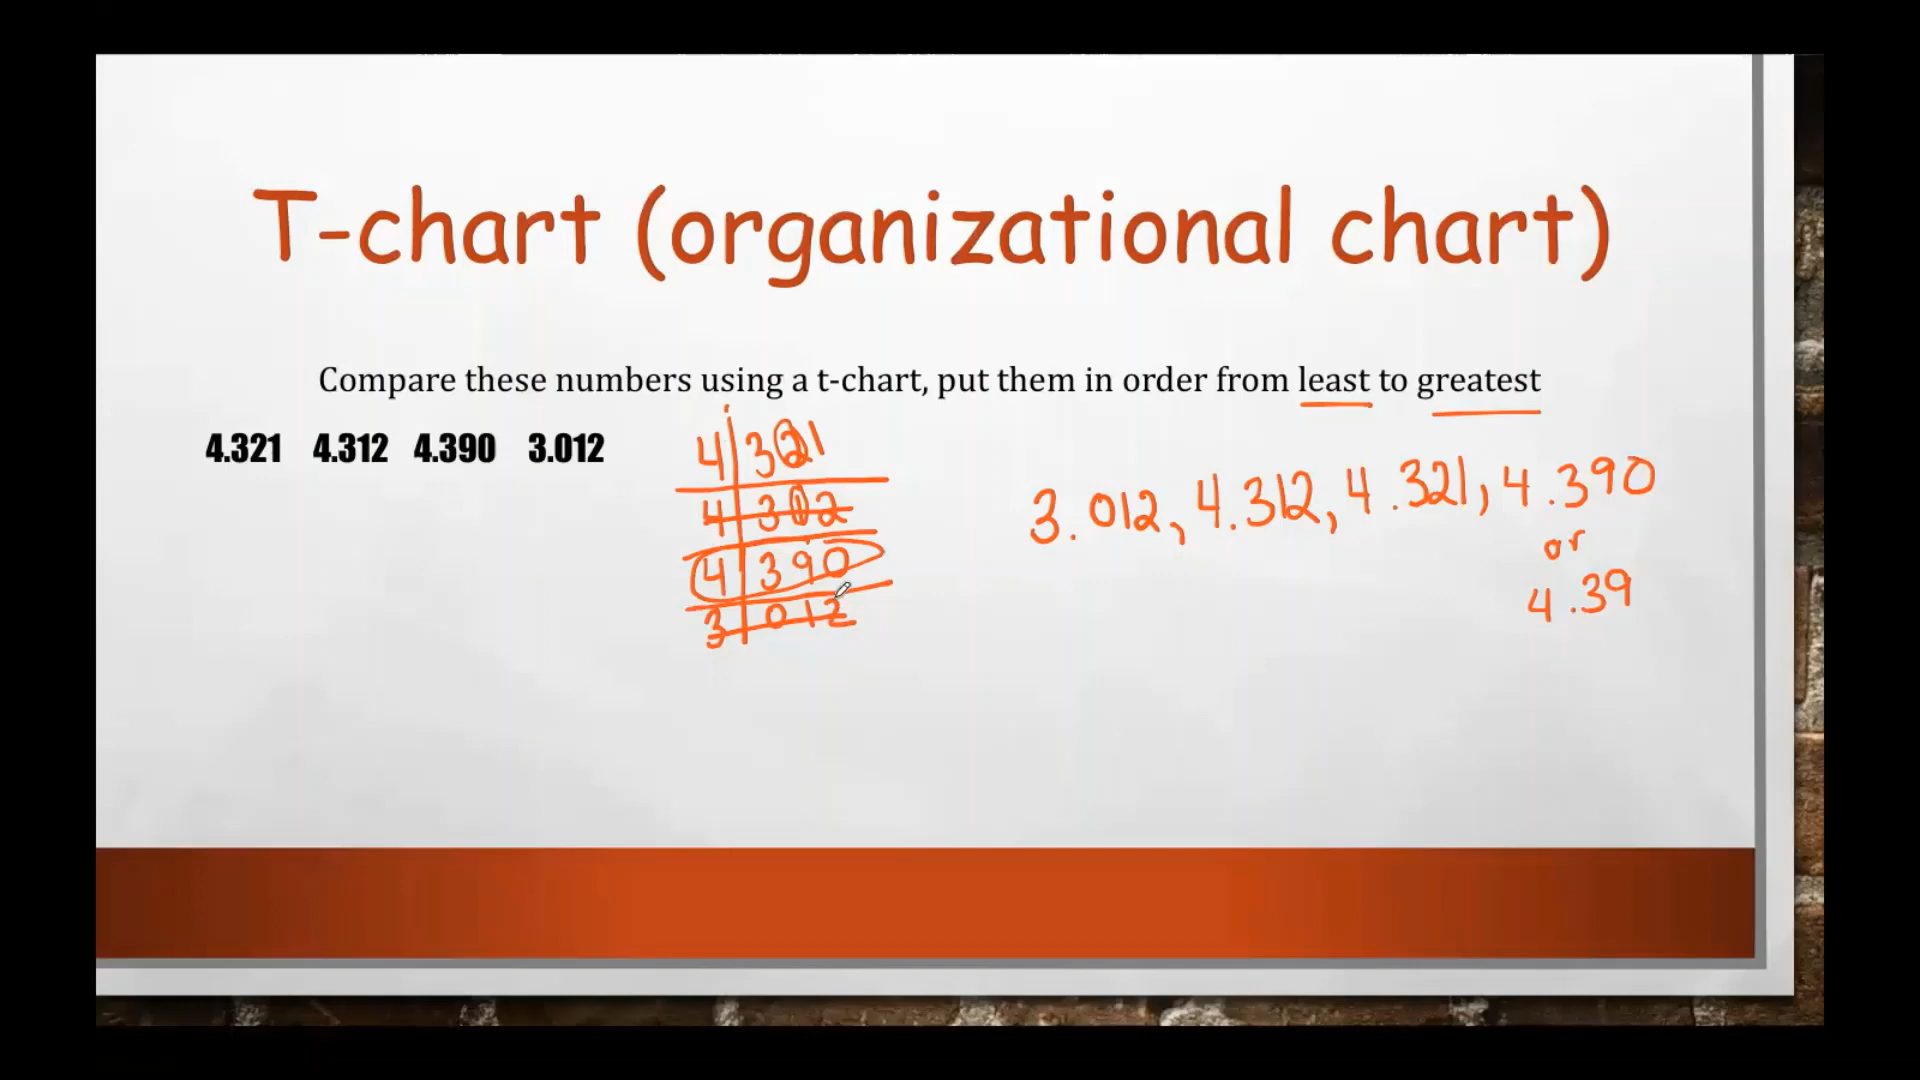 T-chart (organizational chart)
Compare these numbers using a t-chart, put them in order from least to greatest
4.321 4.312 4.390 3.012
4 321
4 312
4 390
3 012
3.012, 4.312, 4.321, 4.390
or
4.39